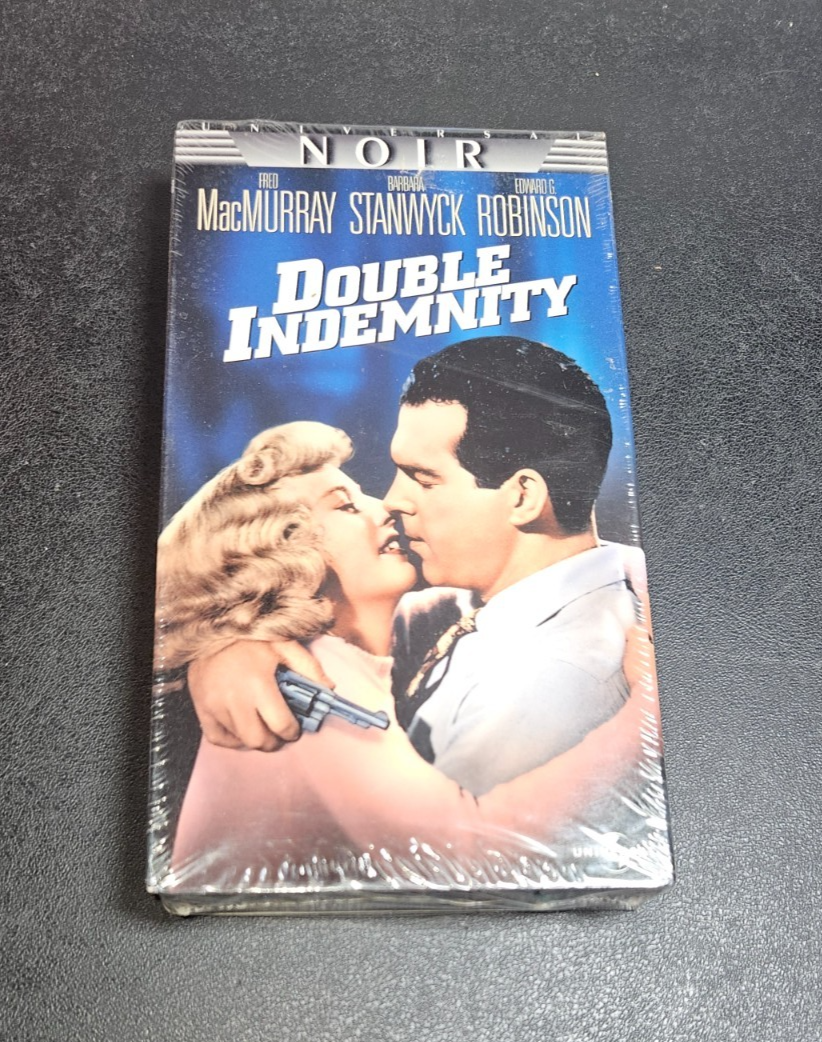 UNIVERSAL
NOIR
FRED BARBARA EDWARD G.
MacMURRAY STANWYCK ROBINSON
DOUBLE
INDEMNITY